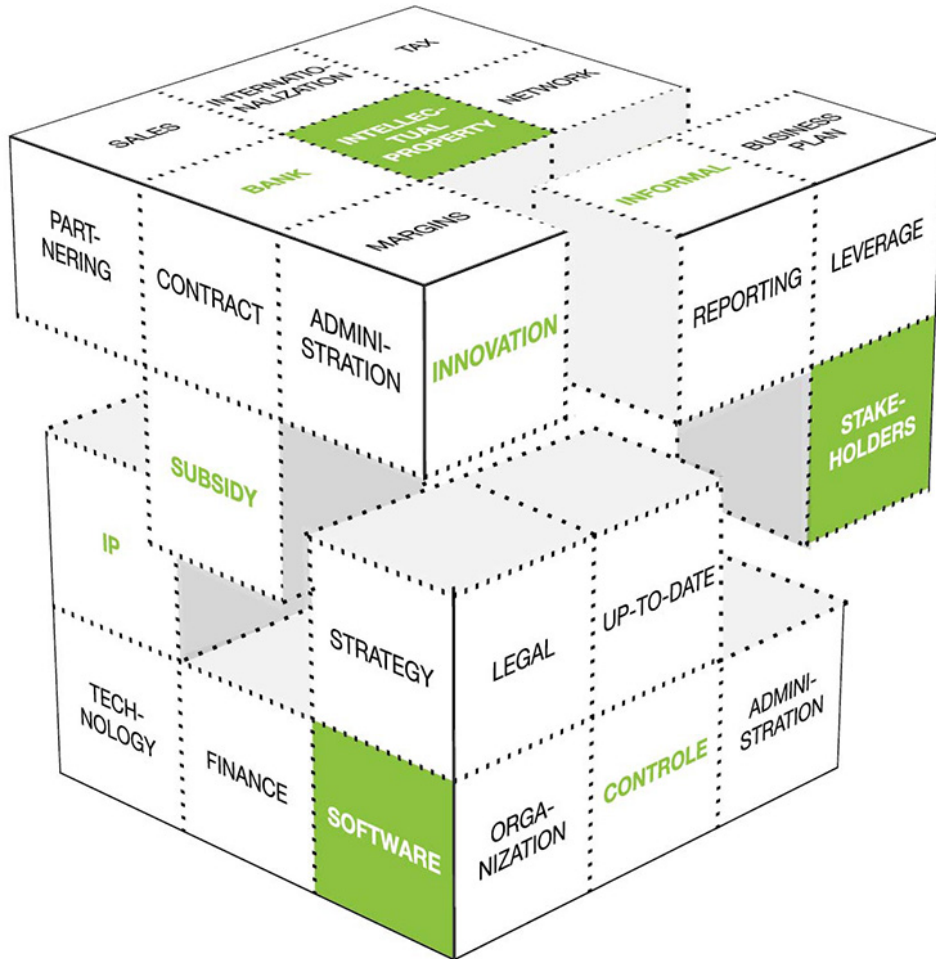 TAX
INTERNATIO-
NALIZATION
NETWORK
SALES
INTELLEC-
TUAL
PROPERTY
BUSINESS
PLAN
BANK
INFORMAL
MARGINS
PART-
NERING
CONTRACT
ADMINI-
STRATION
INNOVATION
REPORTING
LEVERAGE
STAKE-
HOLDERS
SUBSIDY
IP
STRATEGY
LEGAL
UP-TO-DATE
TECH-
NOLOGY
FINANCE
SOFTWARE
ORGA-
NIZATION
CONTROLE
ADMINI-
STRATION